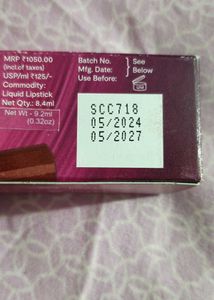 MRP ₹1050.00
(incl.of taxes)
USP/ml ₹125/-
Commodity:
Liquid Lipstick
Net Qty.: 8.4ml
Net Wt - 9.2ml
(0.32oz)
Batch No.
Mfg. Date:
Use Before:
See
Below
SCC718
05/2024
05/2027